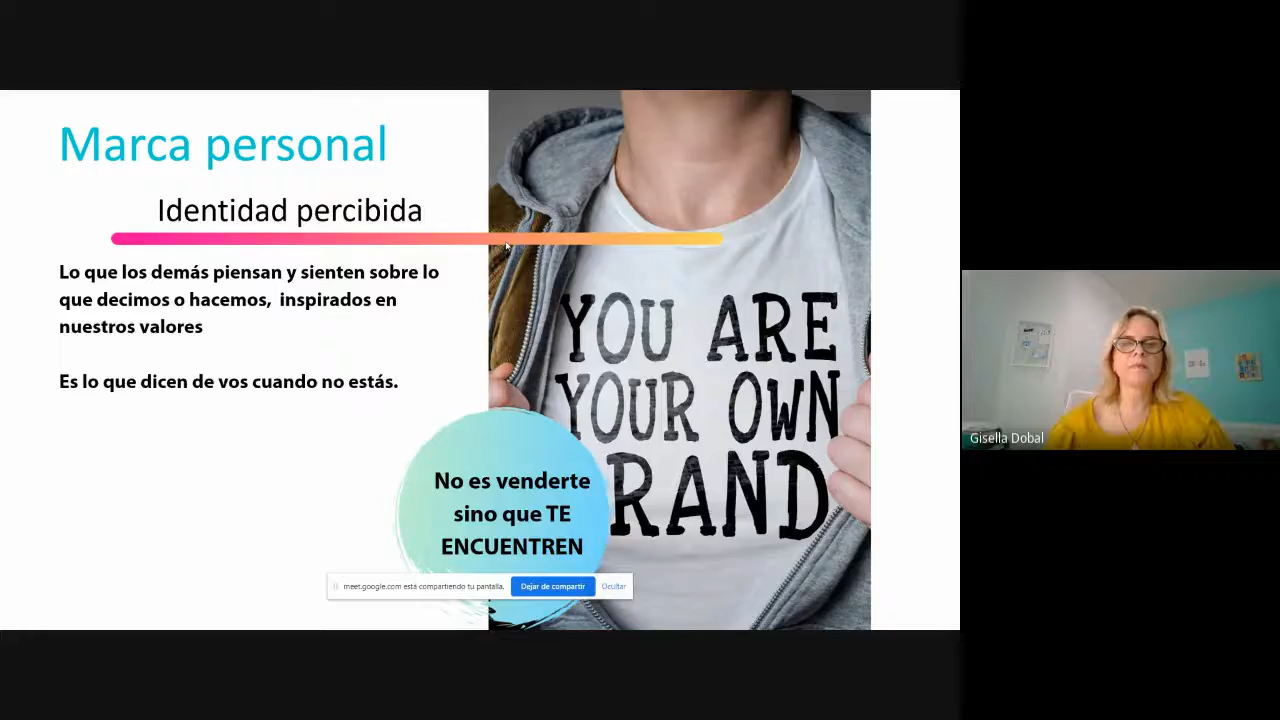 Marca personal
Identidad percibida
Lo que los demás piensan y sienten sobre lo
que decimos o hacemos, inspirados en
nuestros valores
Es lo que dicen de vos cuando no estás.
YOU ARE
YOUR OWN
RAND
No es venderte
sino que TE
ENCUENTREN
meet.google.com está compartiendo tu pantalla.
Dejar de compartir
Ocultar
Gisella Dobal